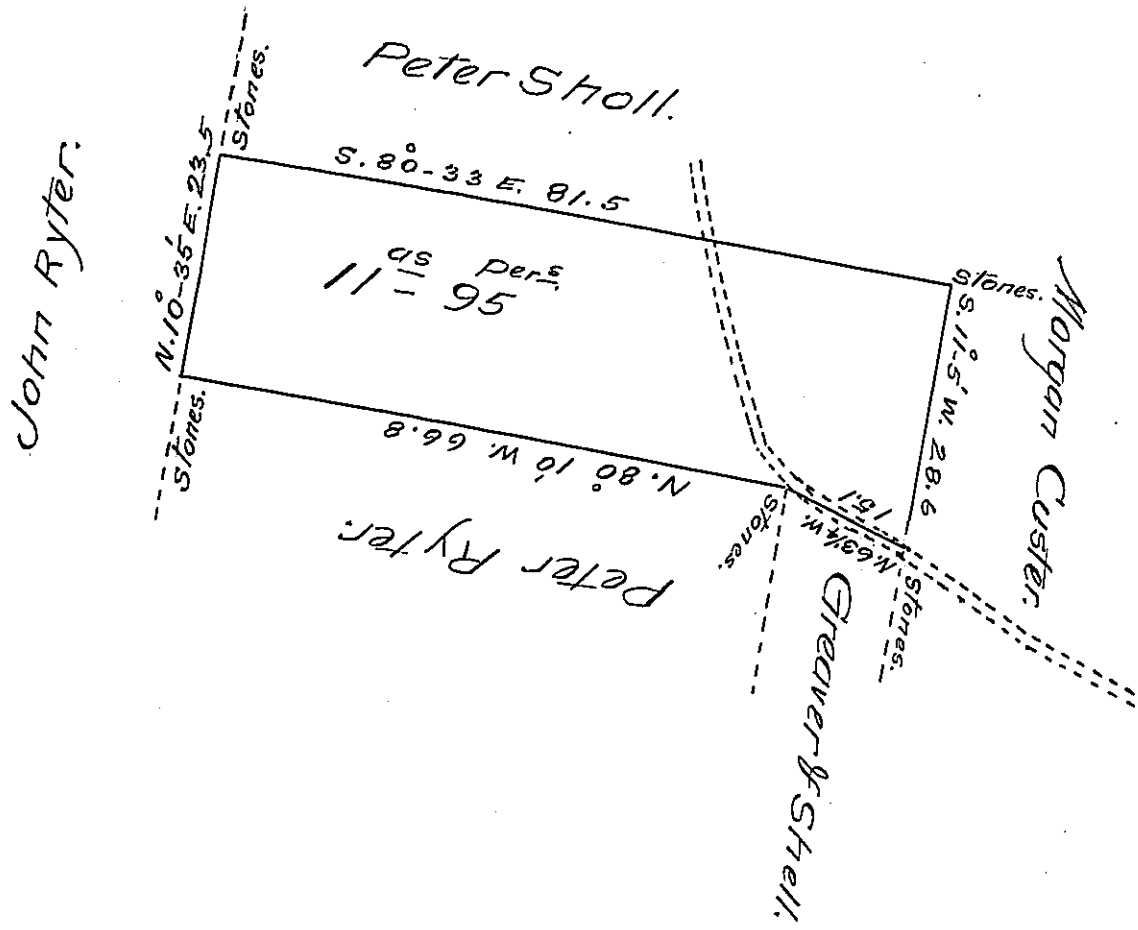 Peter Sholl.
stones.
S. 80°-33 E. 81.5
John Ryter.
N. 10°-35' E. 23.5
as pers.
11 = 95
stones.
Morgan Custer.
S. 11°-5' W. 28.6
stones.
N. 80° 10' W. 66.8
stones.
15.1
N. 63¼ W.
stones.
Peter Ryter.
Greaver & Shell.